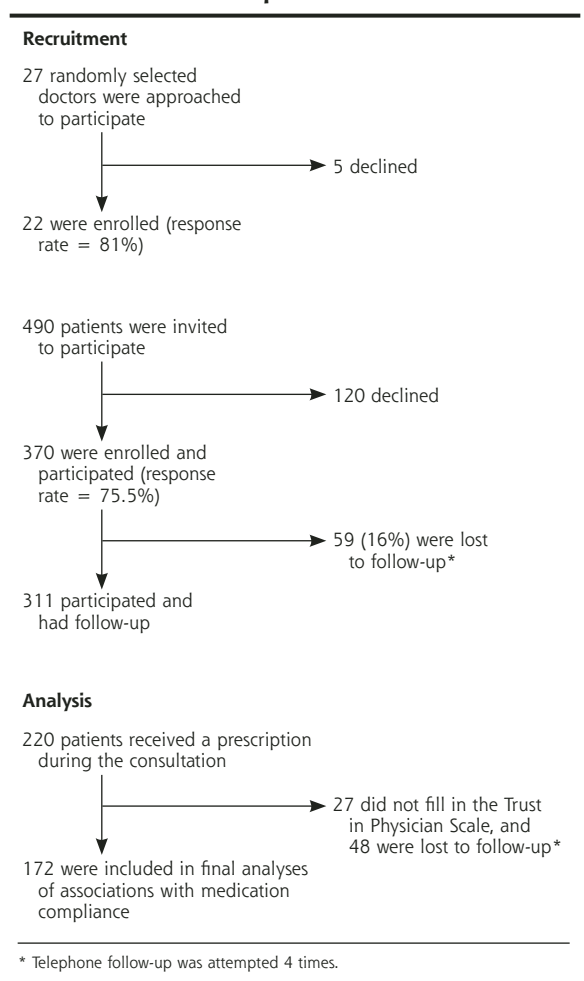 Recruitment
27 randomly selected
doctors were approached
to participate
5 declined
22 were enrolled (response
rate = 81%)
490 patients were invited
to participate
120 declined
370 were enrolled and
participated (response
rate = 75.5%)
59 (16%) were lost
to follow-up*
311 participated and
had follow-up
Analysis
220 patients received a prescription
during the consultation
27 did not fill in the Trust
in Physician Scale, and
48 were lost to follow-up*
172 were included in final analyses
of associations with medication
compliance
* Telephone follow-up was attempted 4 times.